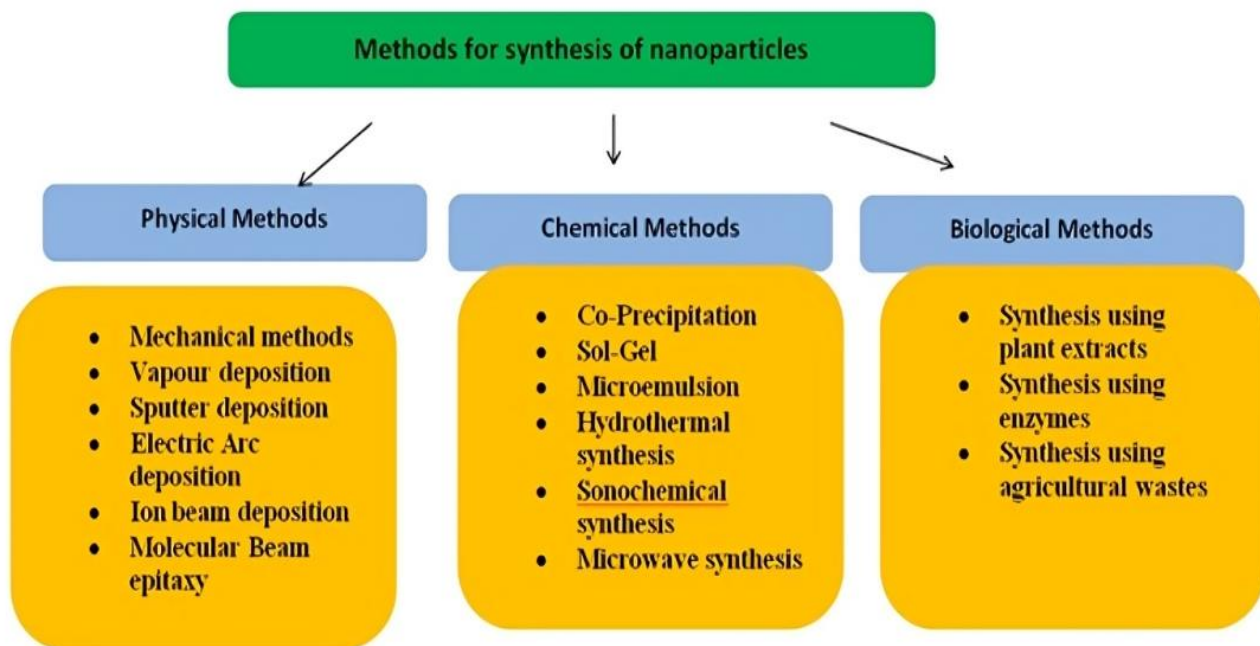 Methods for synthesis of nanoparticles
Physical Methods
• Mechanical methods
• Vapour deposition
• Sputter deposition
• Electric Arc
deposition
• Ion beam deposition
• Molecular Beam
epitaxy
Chemical Methods
• Co-Precipitation
• Sol-Gel
• Microemulsion
• Hydrothermal
synthesis
• Sonochemical
synthesis
• Microwave synthesis
Biological Methods
• Synthesis using
plant extracts
• Synthesis using
enzymes
• Synthesis using
agricultural wastes